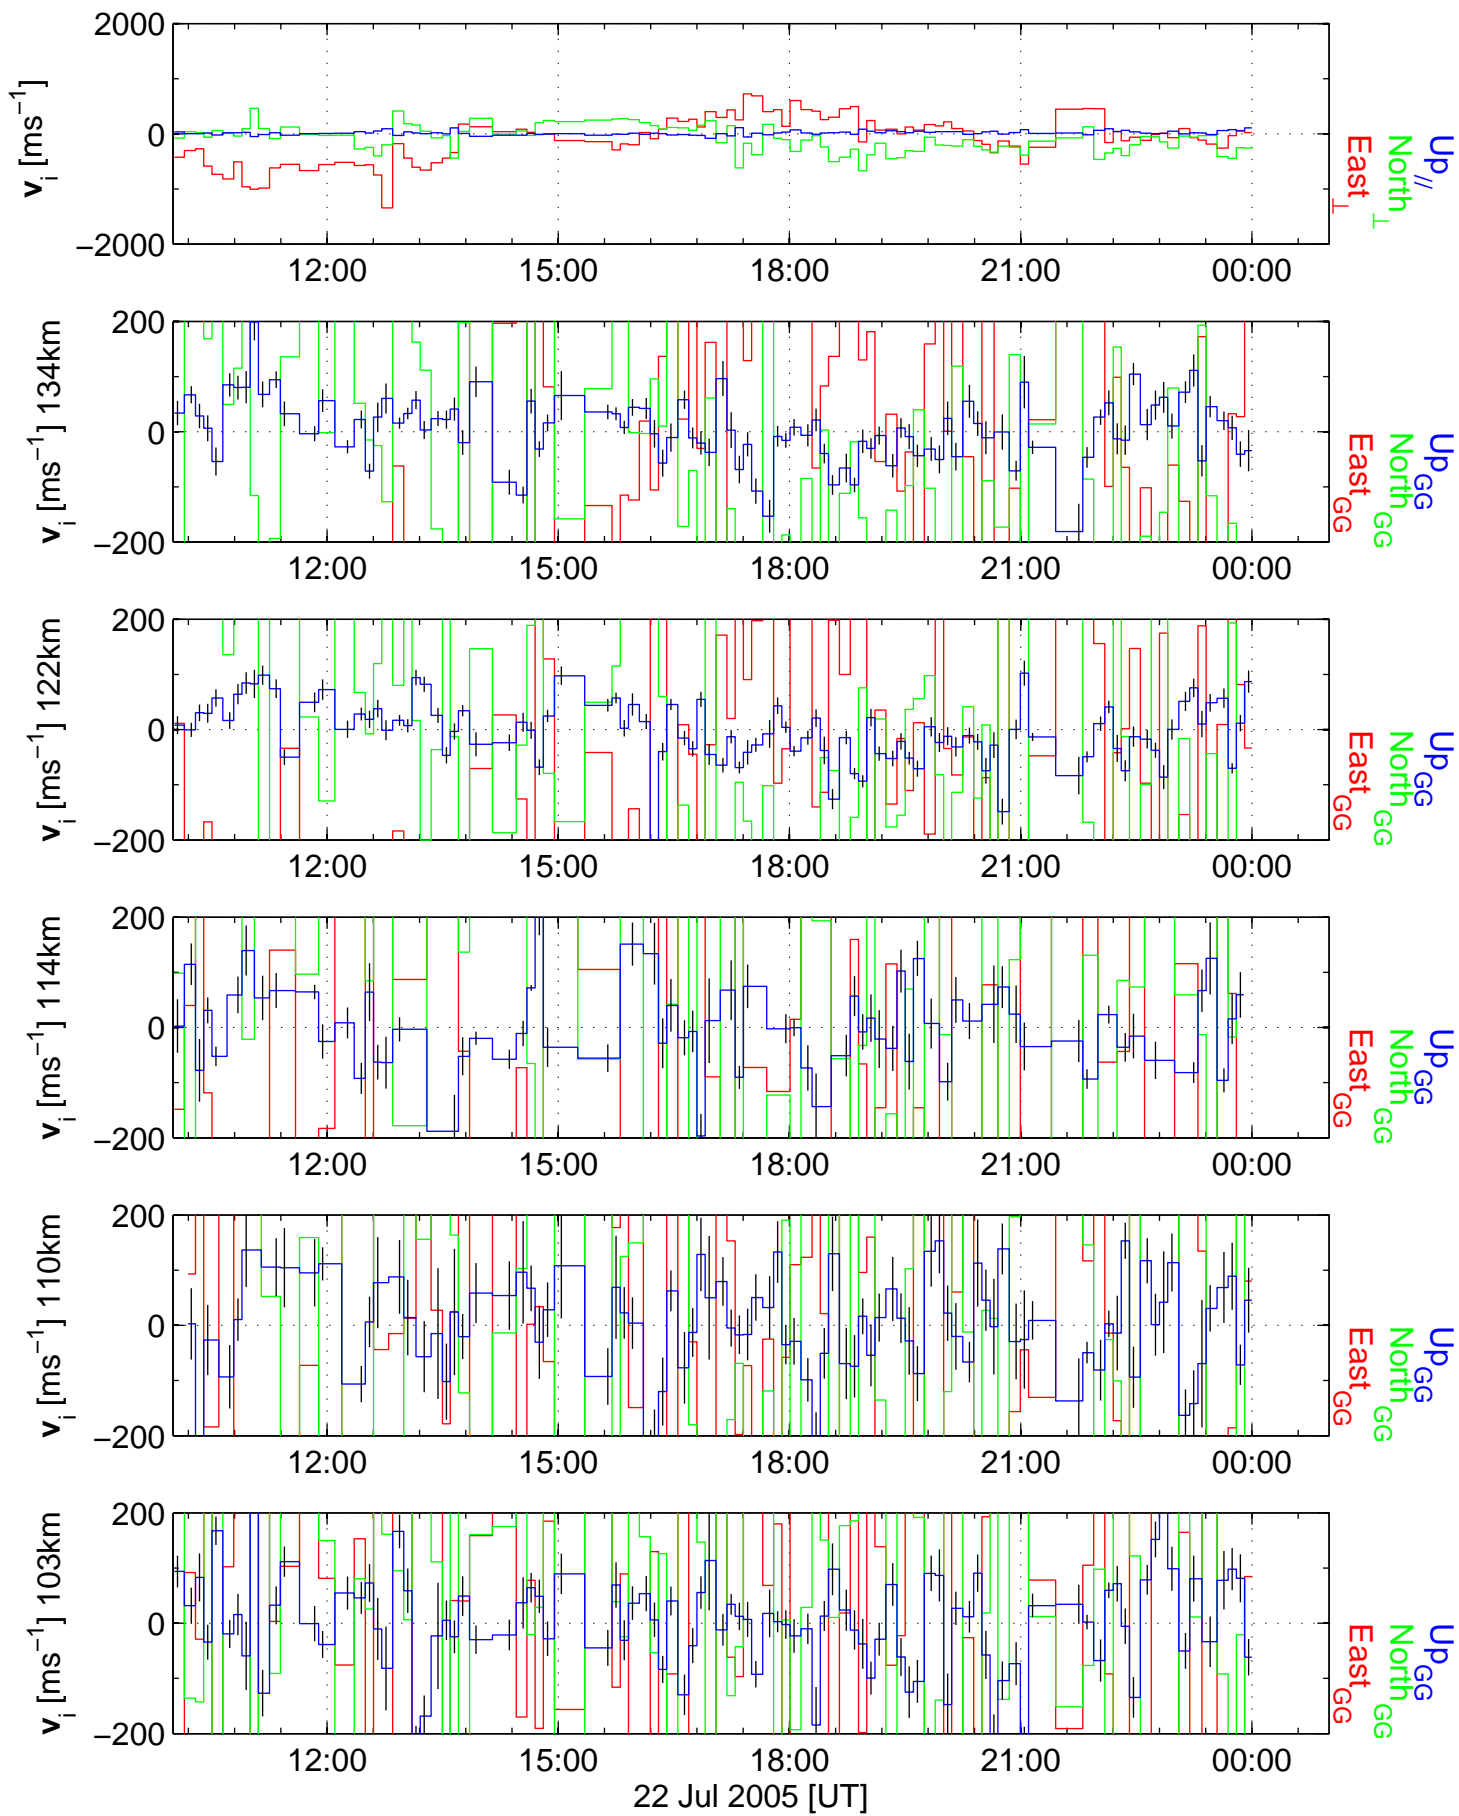 2000
0
−2000
v_i [ms⁻¹]
12:00 15:00 18:00 21:00 00:00
East_⊥
North_⊥
Up_//
200
0
−200
v_i [ms⁻¹] 134km
12:00 15:00 18:00 21:00 00:00
East_GG
North_GG
Up_GG
200
0
−200
v_i [ms⁻¹] 122km
12:00 15:00 18:00 21:00 00:00
East_GG
North_GG
Up_GG
200
0
−200
v_i [ms⁻¹] 114km
12:00 15:00 18:00 21:00 00:00
East_GG
North_GG
Up_GG
200
0
−200
v_i [ms⁻¹] 110km
12:00 15:00 18:00 21:00 00:00
East_GG
North_GG
Up_GG
200
0
−200
v_i [ms⁻¹] 103km
12:00 15:00 18:00 21:00 00:00
East_GG
North_GG
Up_GG
22 Jul 2005 [UT]